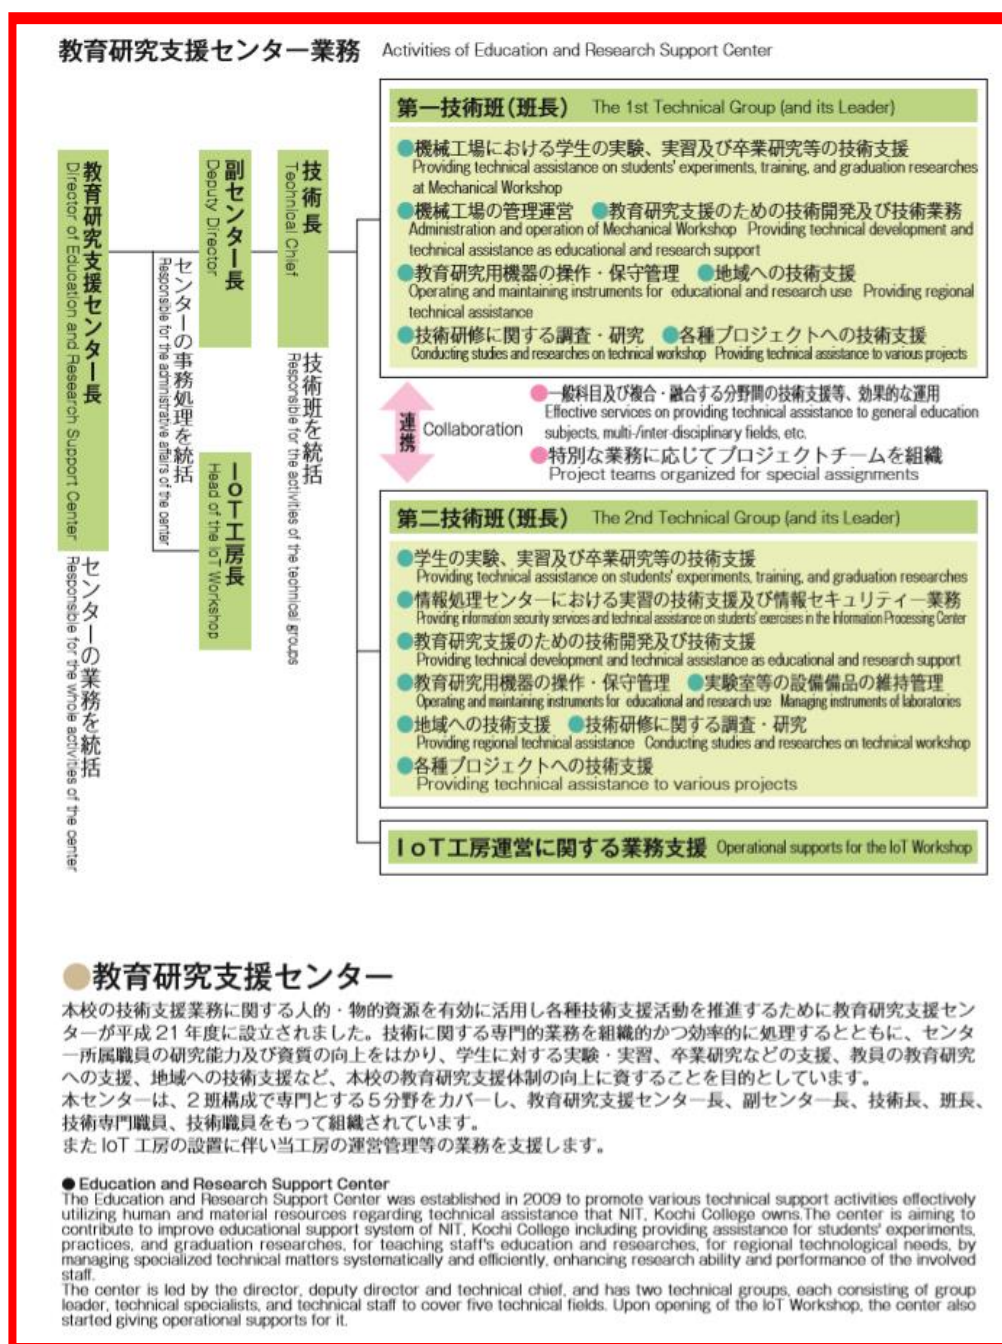 教育研究支援センター業務 Activities of Education and Research Support Center
教育研究支援センター長
Director of Education and Research Support Center
センターの業務を統括
Responsible for the whole activities of the center
副センター長
Deputy Director
センターの事務処理を統括
Responsible for the administrative affairs of the center
IoT工房長
Head of the IoT Workshop
技術長
Technical Chief
技術班を統括
Responsible for the activities of the technical groups
第一技術班(班長) The 1st Technical Group (and its Leader)
●機械工場における学生の実験、実習及び卒業研究等の技術支援
Providing technical assistance on students' experiments, training, and graduation researches
at Mechanical Workshop
●機械工場の管理運営 ●教育研究支援のための技術開発及び技術業務
Administration and operation of Mechanical Workshop Providing technical development and
technical assistance as educational and research support
●教育研究用機器の操作・保守管理 ●地域への技術支援
Operating and maintaining instruments for educational and research use Providing regional
technical assistance
●技術研修に関する調査・研究 ●各種プロジェクトへの技術支援
Conducting studies and researches on technical workshop Providing technical assistance to various projects
連携 Collaboration
●一般科目及び複合・融合する分野間の技術支援等、効果的な運用
Effective services on providing technical assistance to general education
subjects, multi-/inter-disciplinary fields, etc.
●特別な業務に応じてプロジェクトチームを組織
Project teams organized for special assignments
第二技術班(班長) The 2nd Technical Group (and its Leader)
●学生の実験、実習及び卒業研究等の技術支援
Providing technical assistance on students' experiments, training, and graduation researches
●情報処理センターにおける実習の技術支援及び情報セキュリティー業務
Providing information security services and technical assistance on students' exercises in the Information Processing Center
●教育研究支援のための技術開発及び技術支援
Providing technical development and technical assistance as educational and research support
●教育研究用機器の操作・保守管理 ●実験室等の設備備品の維持管理
Operating and maintaining instruments for educational and research use Managing instruments of laboratories
●地域への技術支援 ●技術研修に関する調査・研究
Providing regional technical assistance Conducting studies and researches on technical workshop
●各種プロジェクトへの技術支援
Providing technical assistance to various projects
IoT工房運営に関する業務支援 Operational supports for the IoT Workshop
●教育研究支援センター
本校の技術支援業務に関する人的・物的資源を有効に活用し各種技術支援活動を推進するために教育研究支援セン
ターが平成21年度に設立されました。技術に関する専門的業務を組織的かつ効率的に処理するとともに、センタ
ー所属職員の研究能力及び資質の向上をはかり、学生に対する実験・実習、卒業研究などの支援、教員の教育研究
への支援、地域への技術支援など、本校の教育研究支援体制の向上に資することを目的としています。
本センターは、2班構成で専門とする5分野をカバーし、教育研究支援センター長、副センター長、技術長、班長、
技術専門職員、技術職員をもって組織されています。
またIoT工房の設置に伴い当工房の運営管理等の業務を支援します。
● Education and Research Support Center
The Education and Research Support Center was established in 2009 to promote various technical support activities effectively
utilizing human and material resources regarding technical assistance that NIT, Kochi College owns.The center is aiming to
contribute to improve educational support system of NIT, Kochi College including providing assistance for students' experiments,
practices, and graduation researches, for teaching staff's education and researches, for regional technological needs, by
managing specialized technical matters systematically and efficiently, enhancing research ability and performance of the involved
staff.
The center is led by the director, deputy director and technical chief, and has two technical groups, each consisting of group
leader, technical specialists, and technical staff to cover five technical fields. Upon opening of the IoT Workshop, the center also
started giving operational supports for it.